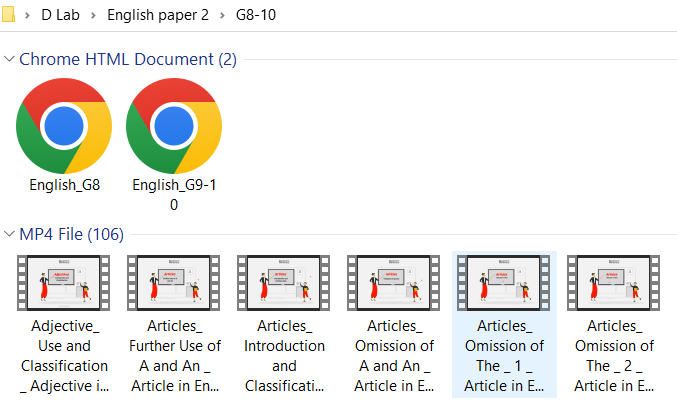 D Lab > English paper 2 > G8-10
Chrome HTML Document (2)
English_G8
English_G9-1
0
MP4 File (106)
Adjective_
Use and
Classification
_ Adjective i...
Articles_
Further Use of
A and An _
Article in En...
Articles_
Introduction
and
Classificati...
Articles_
Omission of
A and An _
Article in E...
Articles_
Omission of
The _ 1 _
Article in E...
Articles_
Omission of
The _ 2 _
Article in E...